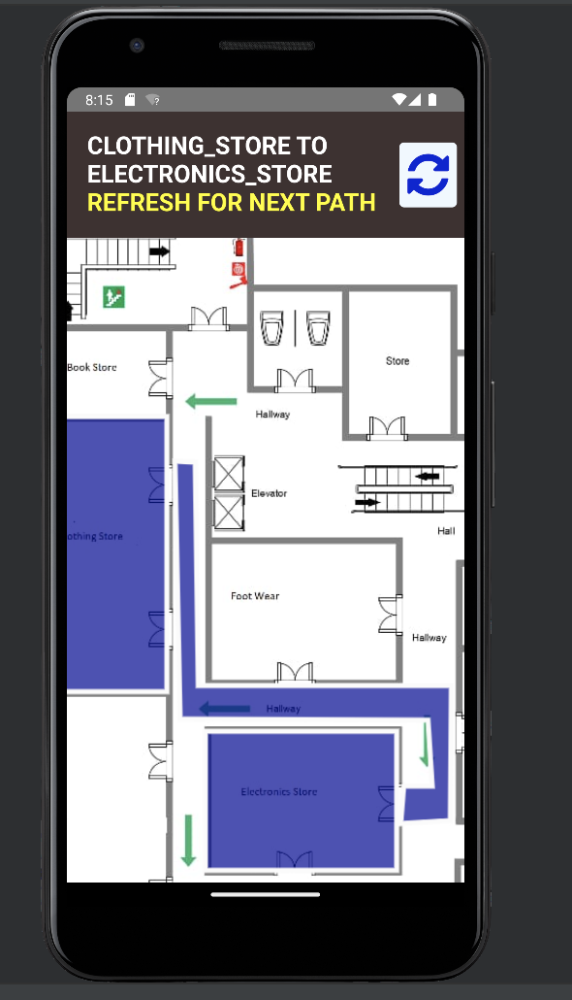 8:15
CLOTHING_STORE TO
ELECTRONICS_STORE
REFRESH FOR NEXT PATH
Book Store
Store
Hallway
Elevator
othing Store
Hall
Foot Wear
Hallway
Hallway
Electronics Store